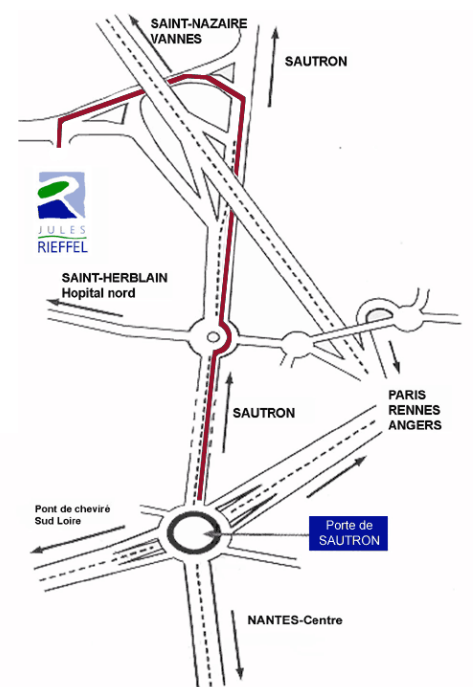 SAINT-NAZAIRE
VANNES
SAUTRON
JULES
RIEFFEL
SAINT-HERBLAIN
Hopital nord
PARIS
RENNES
ANGERS
SAUTRON
Pont de cheviré
Sud Loire
Porte de
SAUTRON
NANTES-Centre